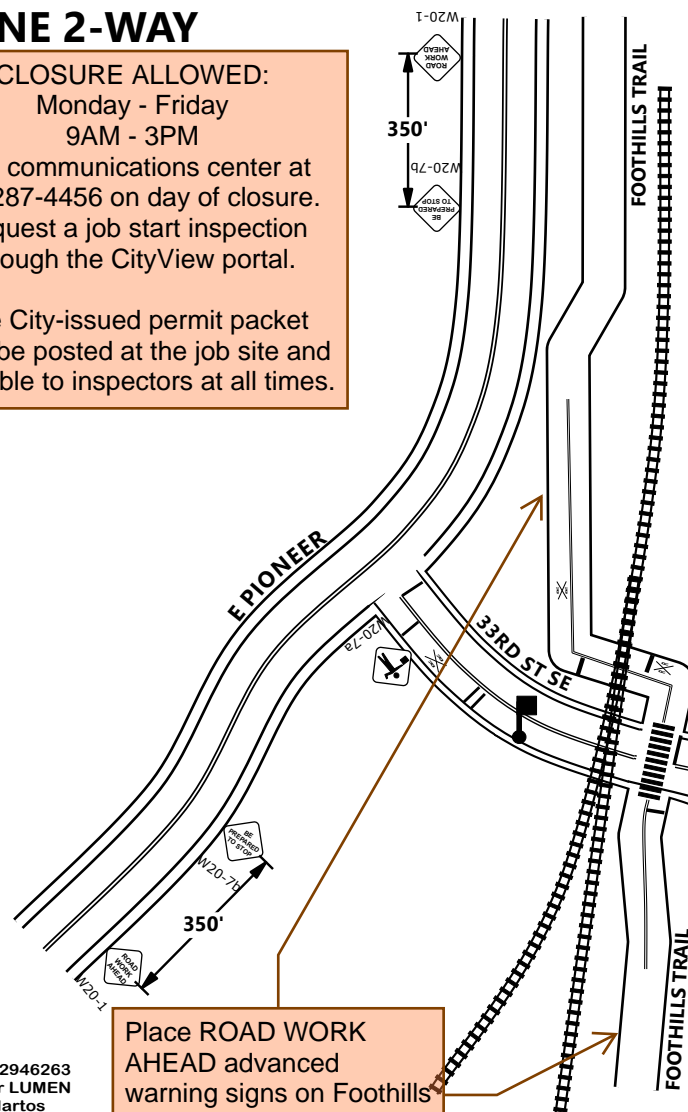 NE 2-WAY
CLOSURE ALLOWED:
Monday - Friday
9AM - 3PM
communications center at
287-4456 on day of closure.
quest a job start inspection
ough the CityView portal.
City-issued permit packet
be posted at the job site and
ble to inspectors at all times.
W20-1
ROAD
WORK
AHEAD
350'
W20-7b
BE
PREPARED
TO STOP
FOOTHILLS TRAIL
E PIONEER
W20-7a
33RD ST SE
BE
PREPARED
TO STOP
W20-7b
350'
ROAD
WORK
AHEAD
W20-1
Place ROAD WORK
AHEAD advanced
warning signs on Foothills
FOOTHILLS TRAIL
2946263
r LUMEN
artos